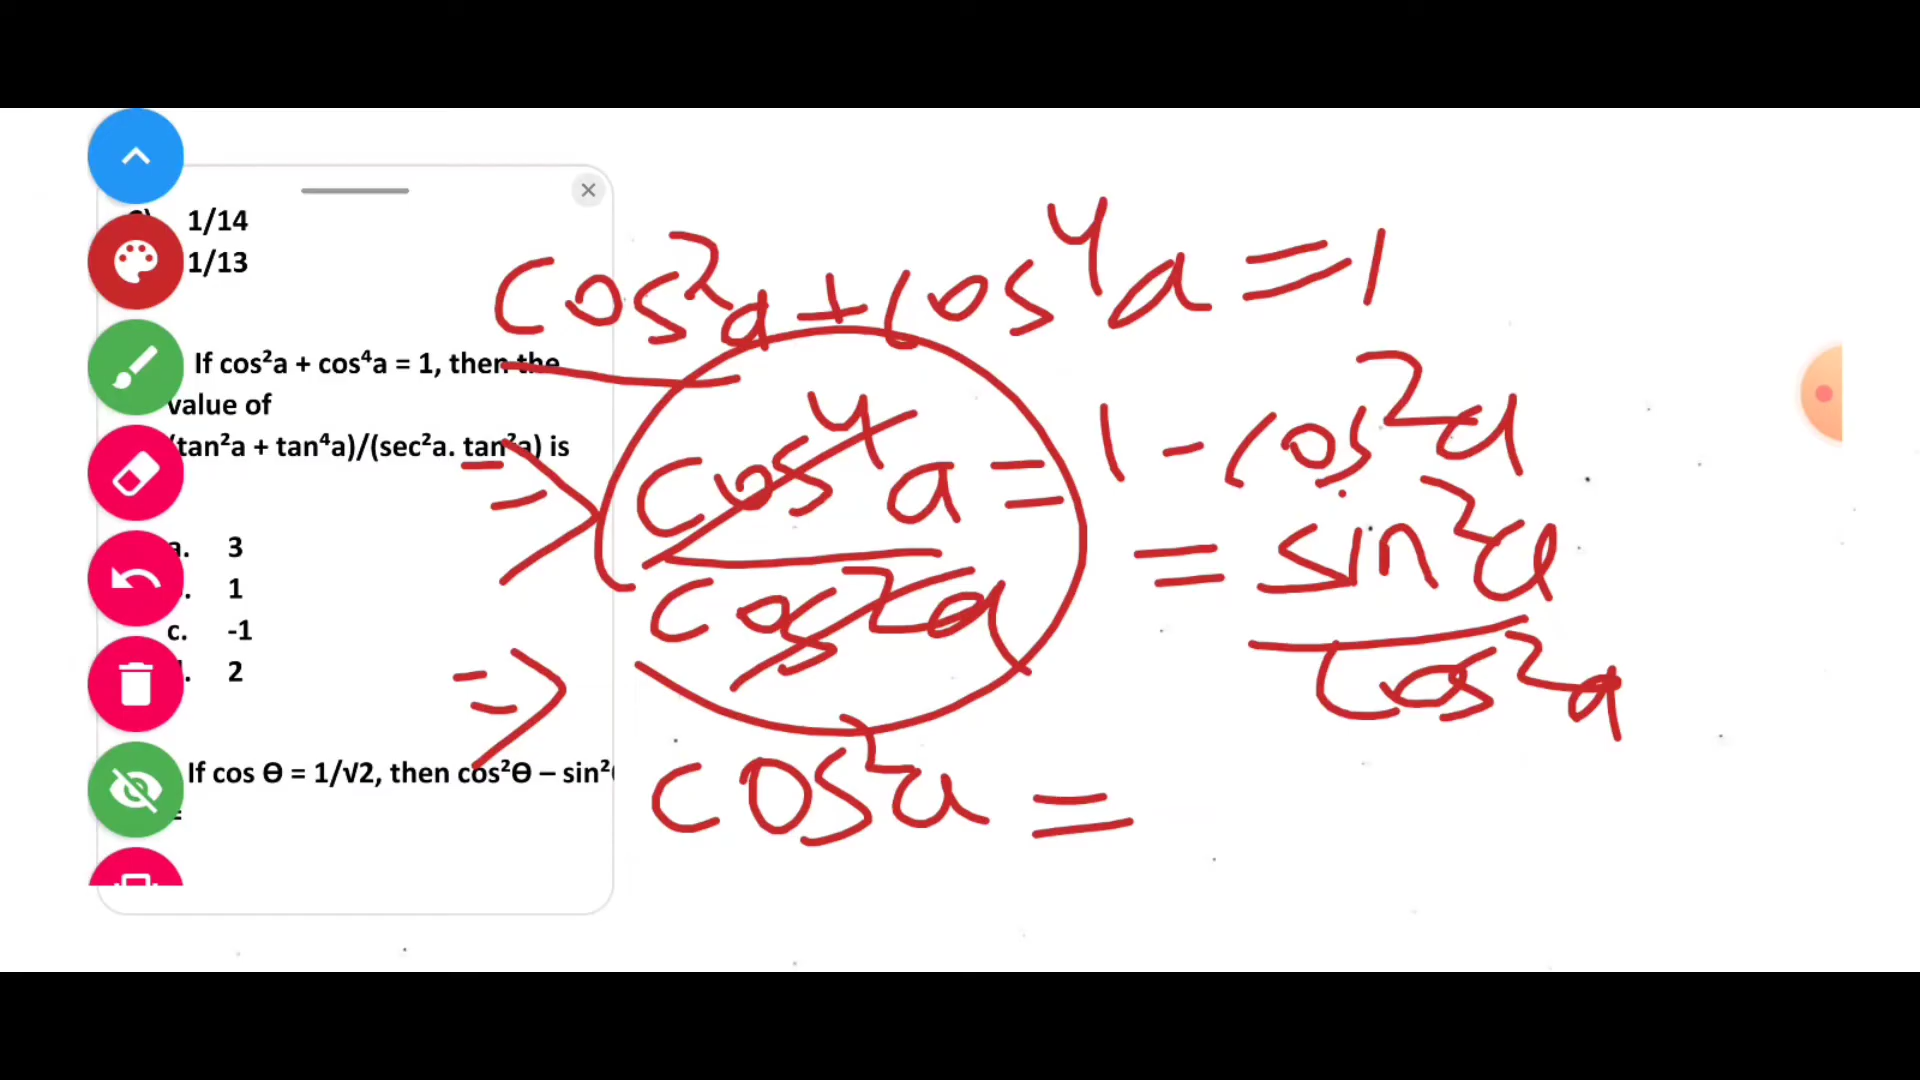 1/14
1/13
If cos²a + cos⁴a = 1, then the
value of
(tan²a + tan⁴a)/(sec²a. tan²a) is
a. 3
. 1
c. -1
. 2
If cos ϴ = 1/√2, then cos²ϴ – sin²
=
cos²a + cos⁴a = 1
=> cos⁴a/cos²a = 1 - cos²a
= sin²a/cos²a
=> cos²a =